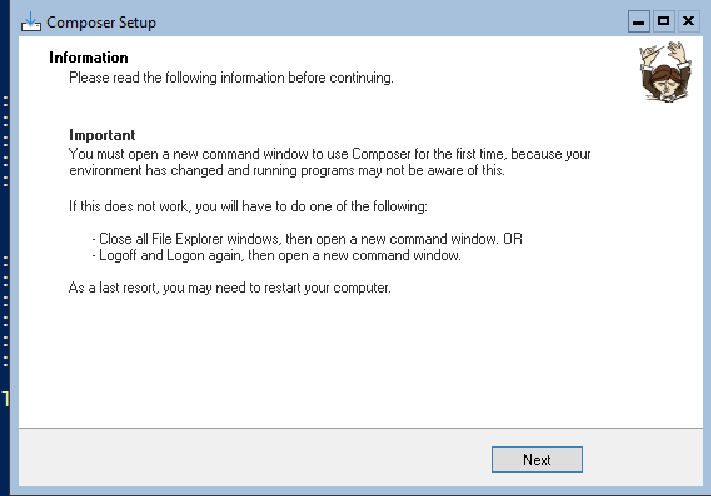 Composer Setup
Information
Please read the following information before continuing.
Important
You must open a new command window to use Composer for the first time, because your
environment has changed and running programs may not be aware of this.
If this does not work, you will have to do one of the following:
- Close all File Explorer windows, then open a new command window. OR
- Logoff and Logon again, then open a new command window.
As a last resort, you may need to restart your computer.
Next